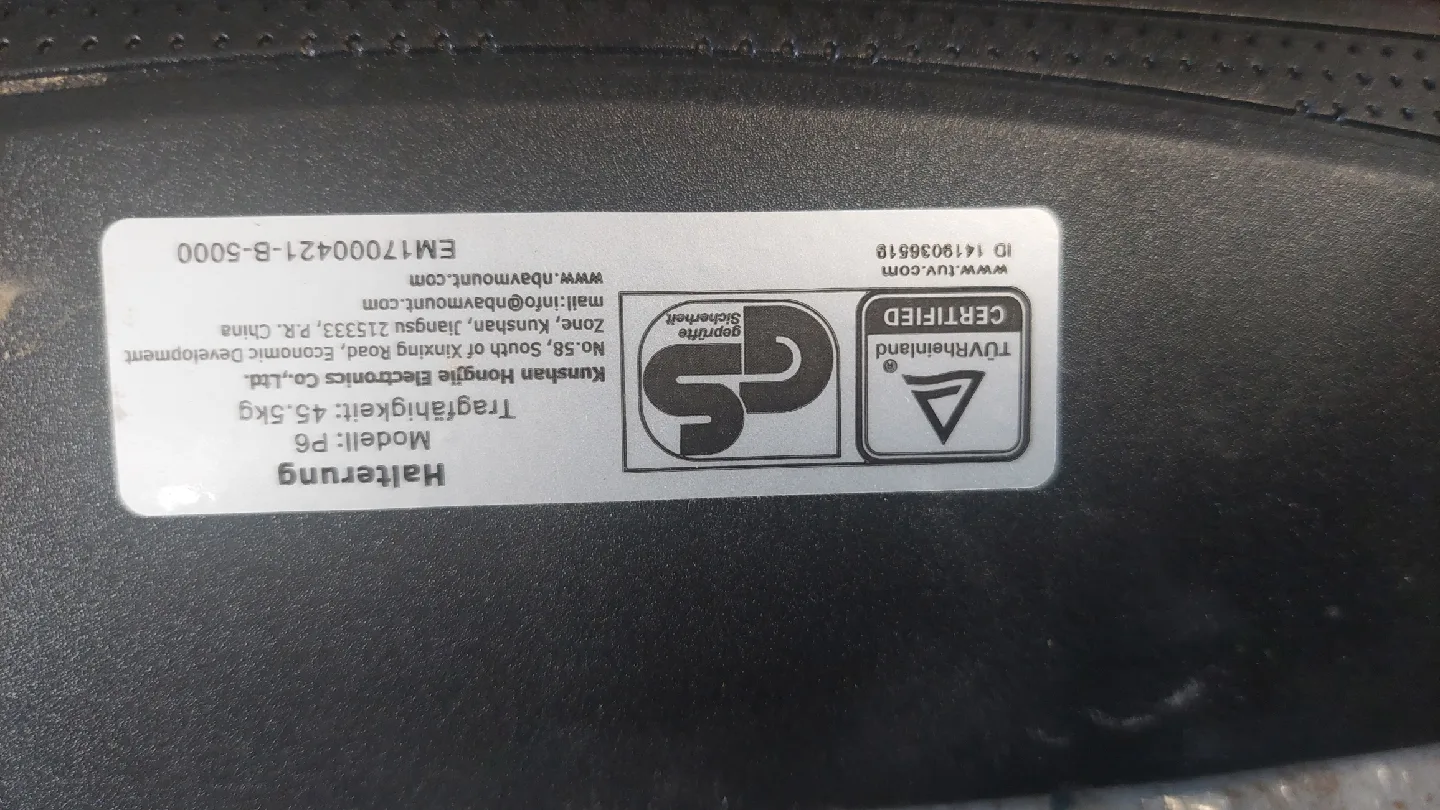 TÜVRheinland
®
CERTIFIED
www.tuv.com
ID 1419036519
geprüfte
Sicherheit
Halterung
Modell: P6
Tragfähigkeit: 45.5kg
Kunshan Hongjie Electronics Co.,Ltd.
No.58, South of Xinxing Road, Economic Development
Zone, Kunshan, Jiangsu 215333, P.R. China
mail:info@nbavmount.com
www.nbavmount.com
EM17000421-B-5000